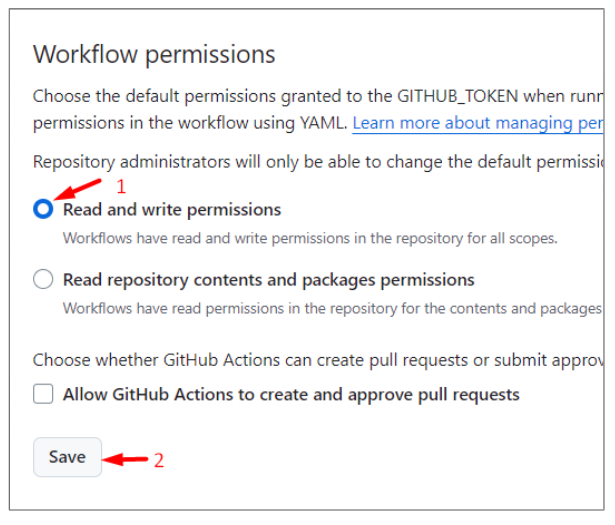 Workflow permissions
Choose the default permissions granted to the GITHUB_TOKEN when runn
permissions in the workflow using YAML. Learn more about managing per
Repository administrators will only be able to change the default permissio
1
Read and write permissions
Workflows have read and write permissions in the repository for all scopes.
Read repository contents and packages permissions
Workflows have read permissions in the repository for the contents and packages
Choose whether GitHub Actions can create pull requests or submit approv
Allow GitHub Actions to create and approve pull requests
Save 2